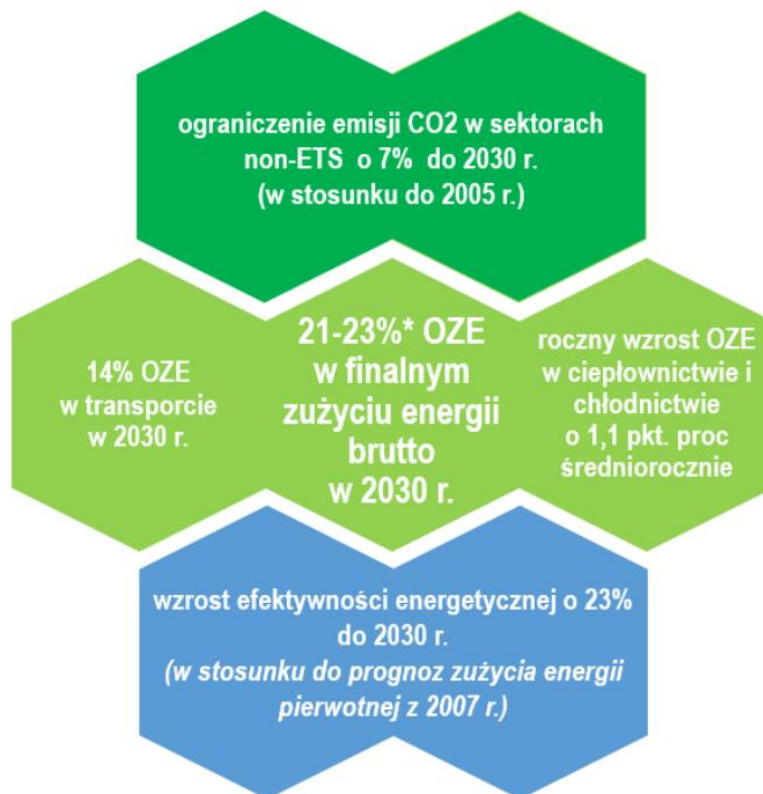 ograniczenie emisji CO2 w sektorach
non-ETS o 7% do 2030 r.
(w stosunku do 2005 r.)
14% OZE
w transporcie
w 2030 r.
21-23%* OZE
w finalnym
zużyciu energii
brutto
w 2030 r.
roczny wzrost OZE
w ciepłownictwie i
chłodnictwie
o 1,1 pkt. proc
średniorocznie
wzrost efektywności energetycznej o 23%
do 2030 r.
(w stosunku do prognoz zużycia energii
pierwotnej z 2007 r.)